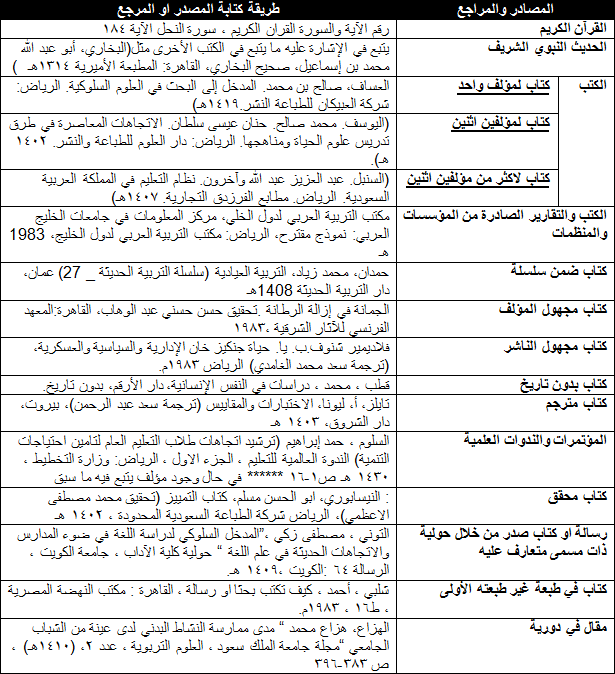 المصادر والمراجع
طريقة كتابة المصدر او المرجع
القرآن الكريم
رقم الآية والسورة القران الكريم ، سورة النحل الآية ١٨٤
الحديث النبوي الشريف
يتبع في الإشارة عليه ما يتبع في الكتب الأخرى مثل(البخاري، أبو عبد الله
محمد بن إسماعيل، صحيح البخاري، القاهرة: المطبعة الأميرية ١٣١٤هـ )
الكتب
كتاب لمؤلف واحد
العساف، صالح بن محمد. المدخل إلى البحث في العلوم السلوكية. الرياض:
شركة العبيكان للطباعة النشر.١٤١٩هـ)
كتاب لمؤلفين اثنين
(اليوسف. محمد صالح. حنان عيسى سلطان. الاتجاهات المعاصرة في طرق
تدريس علوم الحياة ومناهجها. الرياض: دار العلوم للطباعة والنشر. ١٤٠٢
هـ).
كتاب لاكثر من مؤلفين اثنين
(السنبل. عبد العزيز عبد الله وآخرون. نظام التعليم في المملكة العربية
السعودية. الرياض. مطابع الفرزدق التجارية. ١٤٠٧هـ)
الكتب والتقارير الصادرة من المؤسسات
والمنظمات
مكتب التربية العربي لدول الخلي، مركز المعلومات في جامعات الخليج
العربي: نموذج مقترح، الرياض: مكتب التربية العربي لدول الخليج، 1983
هـ
كتاب ضمن سلسلة
حمدان، محمد زياد، التربية العيادية (سلسلة التربية الحديثة _ 27) عمان،
دار التربية الحديثة 1408هـ
كتاب مجهول المؤلف
الجمانة في إزالة الرطانة .تحقيق حسن حسني عبد الوهاب، القاهرة:المعهد
الفرنسي للآثار الشرقية ،١٩٨٣
كتاب مجهول الناشر
فلاديمير شنوف.ب. يا. حياة جنكيز خان الإدارية والسياسية والعسكرية،
(ترجمة سعد محمد الغامدي) الرياض ١٩٨٣م.
كتاب بدون تاريخ
قطب ، محمد ، دراسات في النفس الإنسانية، دار الأرقم، بدون تاريخ.
كتاب مترجم
تايلز، أ، ليونا، الاختبارات والمقاييس (ترجمة سعد عبد الرحمن)، بيروت،
دار الشروق، ١٤٠٣ هـ
المؤتمرات والندوات العلمية
السلوم ، حمد إبراهيم (ترشيد اتجاهات طلاب التعليم العام لتامين احتياجات
التتمية) الندوة العالمية للتعليم ، الجزء الاول ، الرياض: وزارة التخطيط ،
١٤٣٠ هـ ص١-١٦ ****** في حال وجود مؤلف يتبع فيه ما سبق
كتاب محقق
: النيسابوري، ابو الحسن مسلم، كتاب التمييز (تحقيق محمد مصطفى
الاعظمي)، الرياض شركة الطباعة السعودية المحدودة ، ١٤٠٢ هـ
رسالة او كتاب صدر من خلال حولية
ذات مسمى متعارف عليه
التوني ، مصطفى زكي ،"المدخل السلوكي لدراسة اللغة في ضوء المدارس
والاتجاهات الحديثة في علم اللغة " حولية كلية الآداب ، جامعة الكويت ،
الرسالة ٦٤ :الكويت ،١٤٠٩ هـ.
كتاب في طبعة غير طبعته الأولى
شلبي ، أحمد ، كيف تكتب بحثا او رسالة ، القاهرة : مكتب النهضة المصرية
، ط١٦ ، ١٩٨٣م.
مقال في دورية
الهزاع، هزاع محمد " مدى ممارسة النشاط البدني لدى عينة من الشباب
الجامعي "مجلة جامعة الملك سعود ، العلوم التربوية ، عدد ٢، (١٤١٠هـ) ،
ص ٣٨٣-٣٩٦